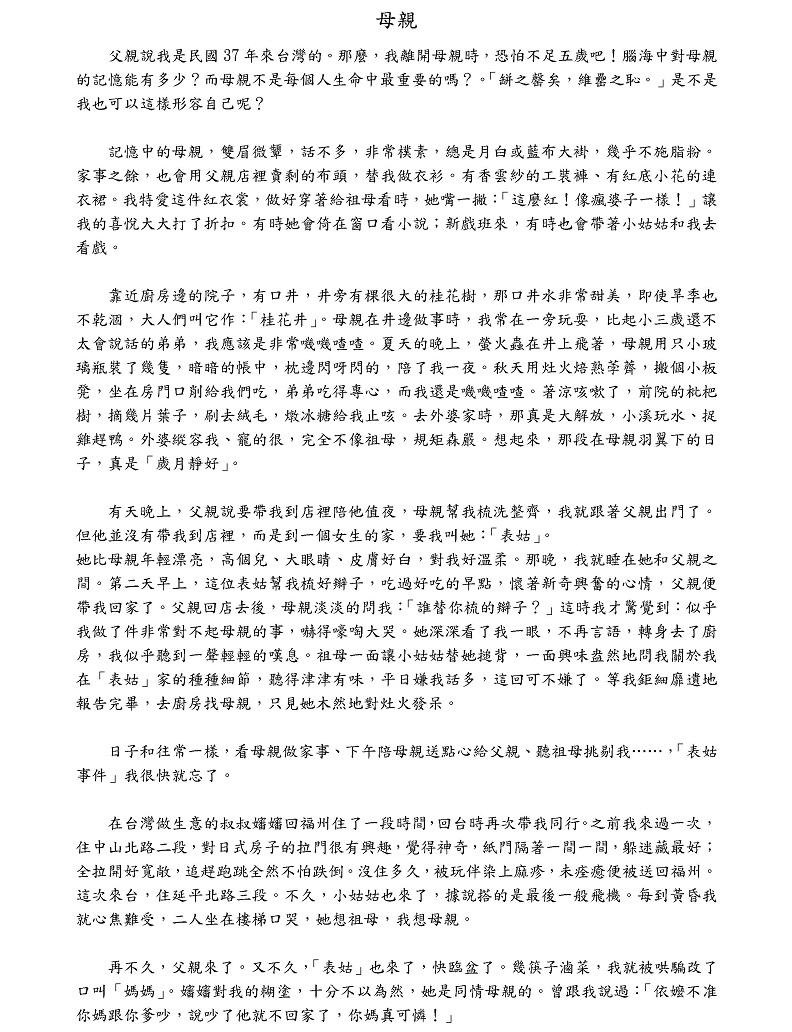 母親
父親說我是民國 37 年來台灣的。那麼，我離開母親時，恐怕不足五歲吧！腦海中對母親
的記憶能有多少？而母親不是每個人生命中最重要的嗎？。「缾之罄矣，維罍之恥。」是不是
我也可以這樣形容自己呢？
記憶中的母親，雙眉微顰，話不多，非常樸素，總是月白或藍布大褂，幾乎不施脂粉。
家事之餘，也會用父親店裡賣剩的布頭，替我做衣衫。有香雲紗的工裝褲、有紅底小花的連
衣裙。我特愛這件紅衣裳，做好穿著給祖母看時，她嘴一撇：「這麼紅！像瘋婆子一樣！」讓
我的喜悅大大打了折扣。有時她會倚在窗口看小說；新戲班來，有時也會帶著小姑姑和我去
看戲。
靠近廚房邊的院子，有口井，井旁有棵很大的桂花樹，那口井水非常甜美，即使旱季也
不乾涸，大人們叫它作：「桂花井」。母親在井邊做事時，我常在一旁玩耍，比起小三歲還不
太會說話的弟弟，我應該是非常嘰嘰喳喳。夏天的晚上，螢火蟲在井上飛著，母親用只小玻
璃瓶裝了幾隻，暗暗的帳中，枕邊閃呀閃的，陪了我一夜。秋天用灶火焙熟荸薺，搬個小板
凳，坐在房門口削給我們吃，弟弟吃得專心，而我還是嘰嘰喳喳。著涼咳嗽了，前院的枇杷
樹，摘幾片葉子，刷去絨毛，燉冰糖給我止咳。去外婆家時，那真是大解放，小溪玩水、捉
雞趕鴨。外婆縱容我、寵的很，完全不像祖母，規矩森嚴。想起來，那段在母親羽翼下的日
子，真是「歲月靜好」。
有天晚上，父親說要帶我到店裡陪他值夜，母親幫我梳洗整齊，我就跟著父親出門了。
但他並沒有帶我到店裡，而是到一個女生的家，要我叫她：「表姑」。
她比母親年輕漂亮，高個兒、大眼睛、皮膚好白，對我好溫柔。那晚，我就睡在她和父親之
間。第二天早上，這位表姑幫我梳好辮子，吃過好吃的早點，懷著新奇興奮的心情，父親便
帶我回家了。父親回店去後，母親淡淡的問我：「誰替你梳的辮子？」這時我才驚覺到：似乎
我做了件非常對不起母親的事，嚇得嚎啕大哭。她深深看了我一眼，不再言語，轉身去了廚
房，我似乎聽到一聲輕輕的嘆息。祖母一面讓小姑姑替她搥背，一面興味盎然地問我關於我
在「表姑」家的種種細節，聽得津津有味，平日嫌我話多，這回可不嫌了。等我鉅細靡遺地
報告完畢，去廚房找母親，只見她木然地對灶火發呆。
日子和往常一樣，看母親做家事、下午陪母親送點心給父親、聽祖母挑剔我……，「表姑
事件」我很快就忘了。
在台灣做生意的叔叔嬸嬸回福州住了一段時間，回台時再次帶我同行。之前我來過一次，
住中山北路二段，對日式房子的拉門很有興趣，覺得神奇，紙門隔著一間一間，躲迷藏最好；
全拉開好寬敞，追趕跑跳全然不怕跌倒。沒住多久，被玩伴染上麻疹，未痊癒便被送回福州。
這次來台，住延平北路三段。不久，小姑姑也來了，據說搭的是最後一般飛機。每到黃昏我
就心焦難受，二人坐在樓梯口哭，她想祖母，我想母親。
再不久，父親來了。又不久，「表姑」也來了，快臨盆了。幾筷子滷菜，我就被哄騙改了
口叫「媽媽」。嬸嬸對我的糊塗，十分不以為然，她是同情母親的。曾跟我說過：「依嬤不准
你媽跟你爹吵，說吵了他就不回家了，你媽真可憐！」